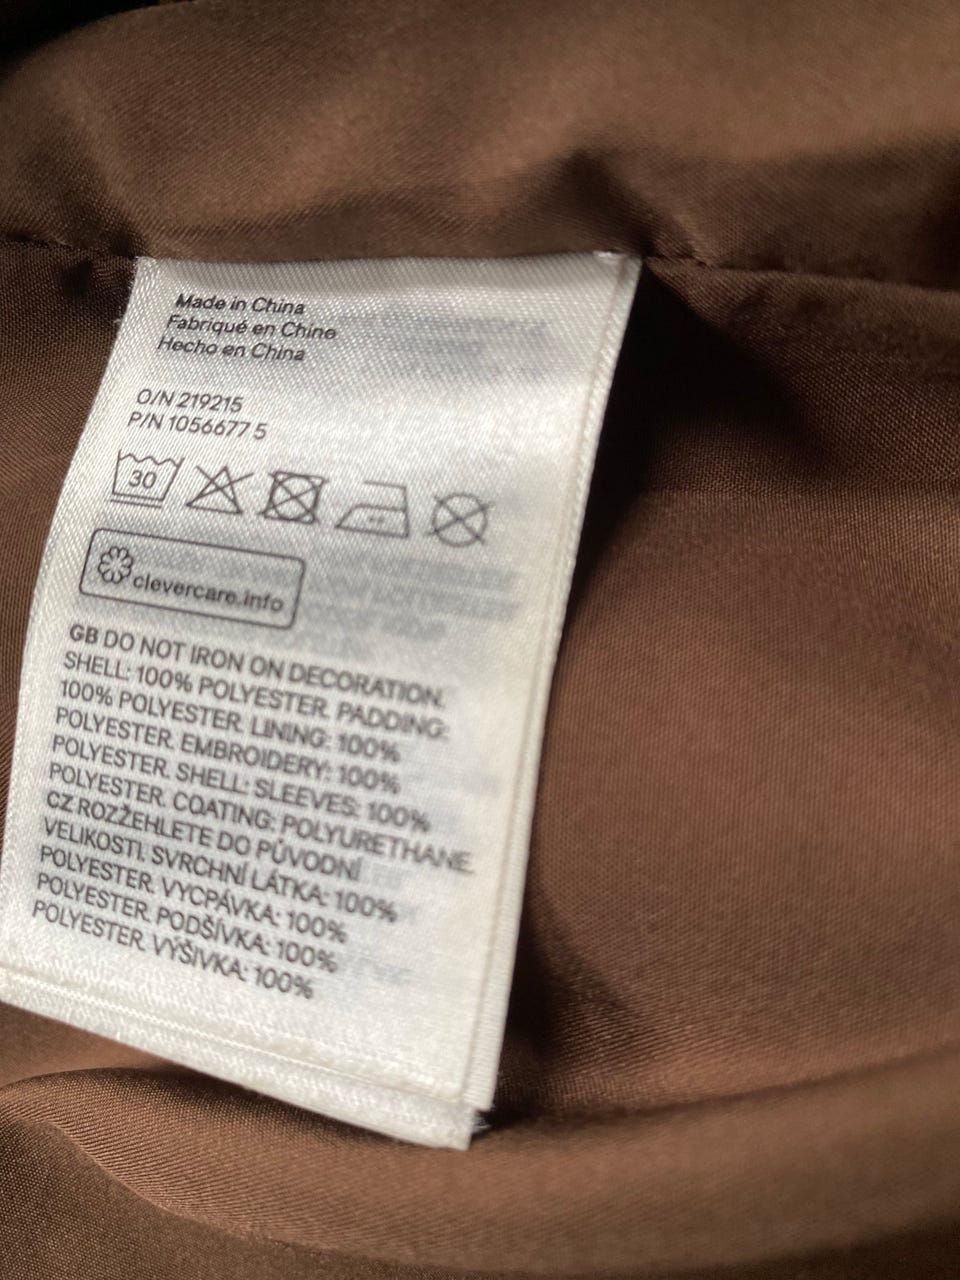 Made in China
Fabriqué en Chine
Hecho en China
O/N 219215
P/N 1056677 5
30
clevercare.info
GB DO NOT IRON ON DECORATION.
SHELL: 100% POLYESTER. PADDING:
100% POLYESTER. LINING: 100%
POLYESTER. EMBROIDERY: 100%
POLYESTER. SHELL: SLEEVES: 100%
POLYESTER. COATING: POLYURETHANE.
CZ ROZŽEHLETE DO PŮVODNÍ
VELIKOSTI. SVRCHNÍ LÁTKA: 100%
POLYESTER. VYCPÁVKA: 100%
POLYESTER. PODŠÍVKA: 100%
POLYESTER. VÝŠIVKA: 100%